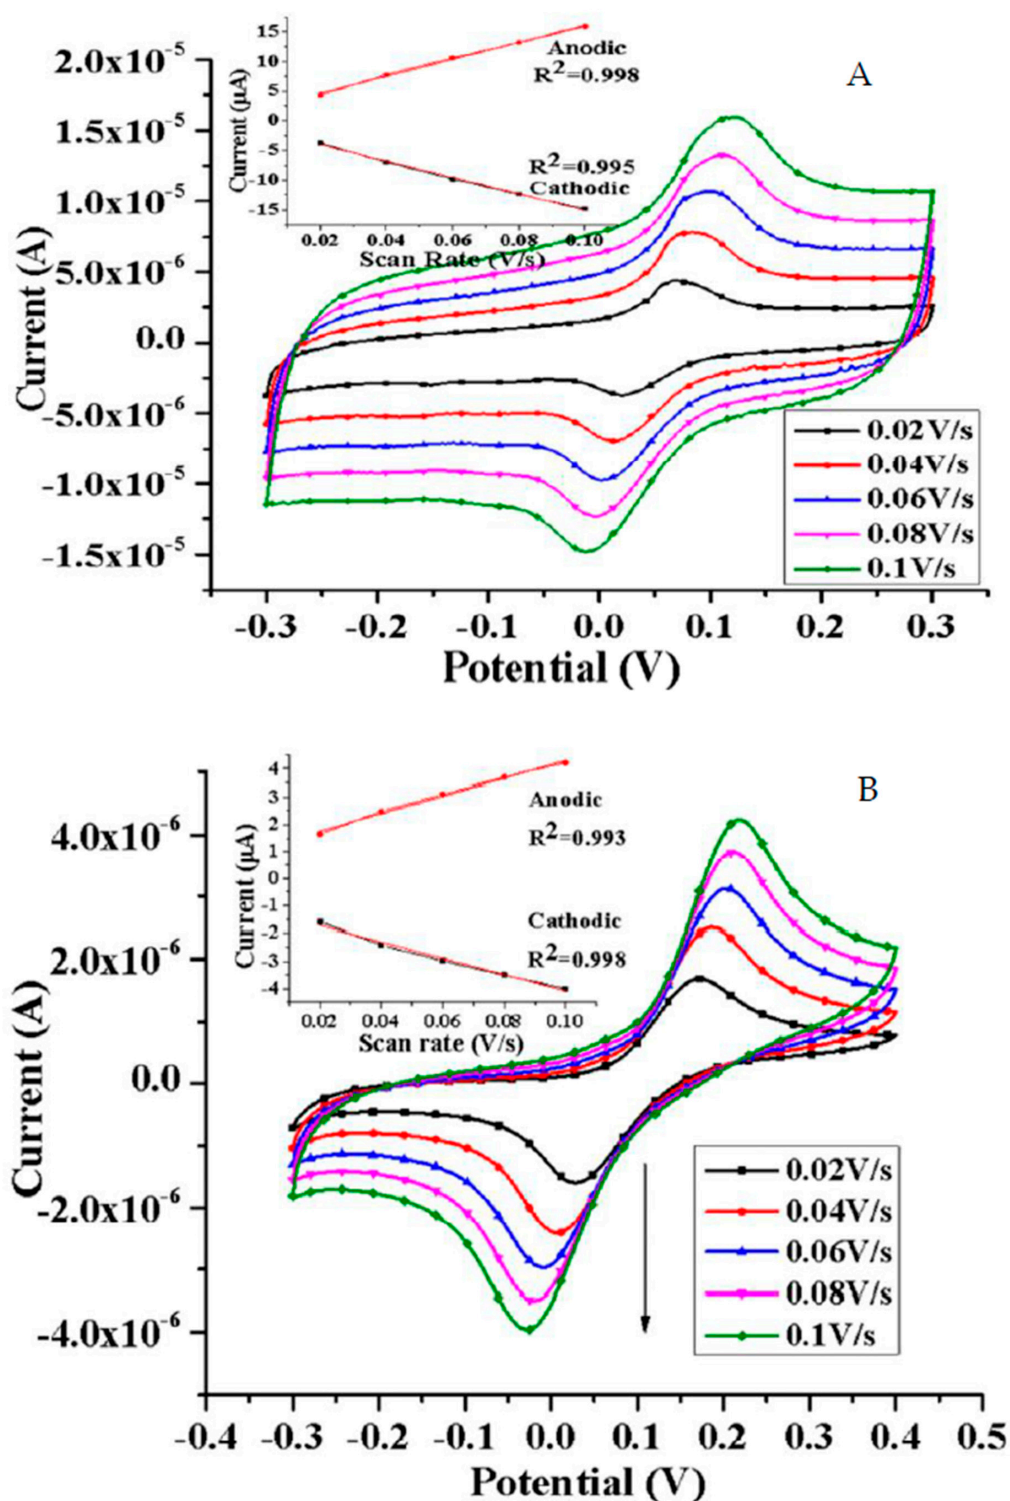 A
2.0x10-5
1.5x10-5
1.0x10-5
5.0x10-6
0.0
-5.0x10-6
-1.0x10-5
-1.5x10-5
Current (A)
-0.3 -0.2 -0.1 0.0 0.1 0.2 0.3
Potential (V)
15
10
5
0
-5
-10
-15
Current (µA)
Anodic
R2=0.998
R2=0.995
Cathodic
0.02 0.04 0.06 0.08 0.10
Scan Rate (V/s)
0.02V/s
0.04V/s
0.06V/s
0.08V/s
0.1V/s
B
4.0x10-6
2.0x10-6
0.0
-2.0x10-6
-4.0x10-6
Current (A)
-0.4 -0.3 -0.2 -0.1 0.0 0.1 0.2 0.3 0.4 0.5
Potential (V)
4
3
2
1
0
-1
-2
-3
-4
Current (µA)
Anodic
R2=0.993
Cathodic
R2=0.998
0.02 0.04 0.06 0.08 0.10
Scan rate (V/s)
0.02V/s
0.04V/s
0.06V/s
0.08V/s
0.1V/s